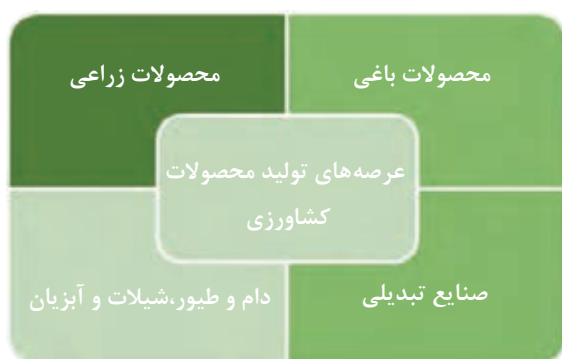 محصولات باغی
محصولات زراعی
عرصه‌های تولید محصولات
کشاورزی
صنایع تبدیلی
دام و طیور،شیلات و آبزیان